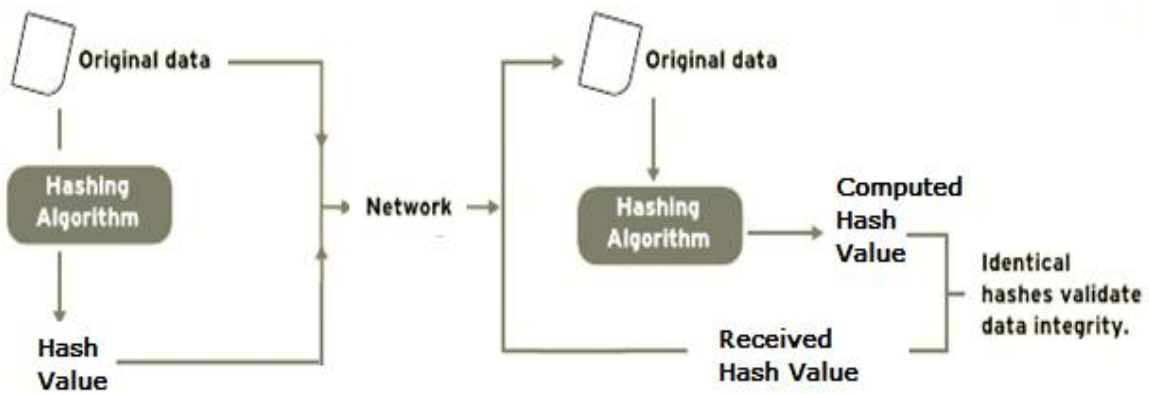 Original data
Hashing
Algorithm
Hash
Value
Network
Original data
Hashing
Algorithm
Computed
Hash
Value
Received
Hash Value
Identical
hashes validate
data integrity.